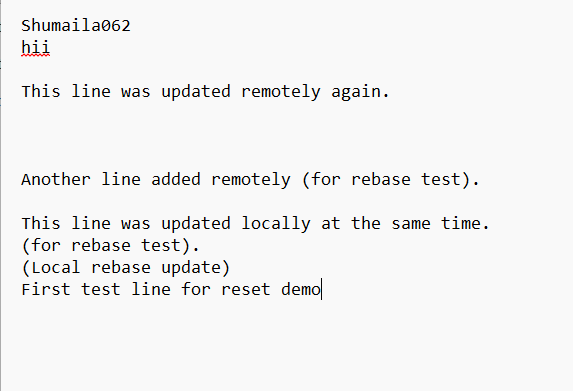 Shumaila062
hii
This line was updated remotely again.
Another line added remotely (for rebase test).
This line was updated locally at the same time.
(for rebase test).
(Local rebase update)
First test line for reset demo